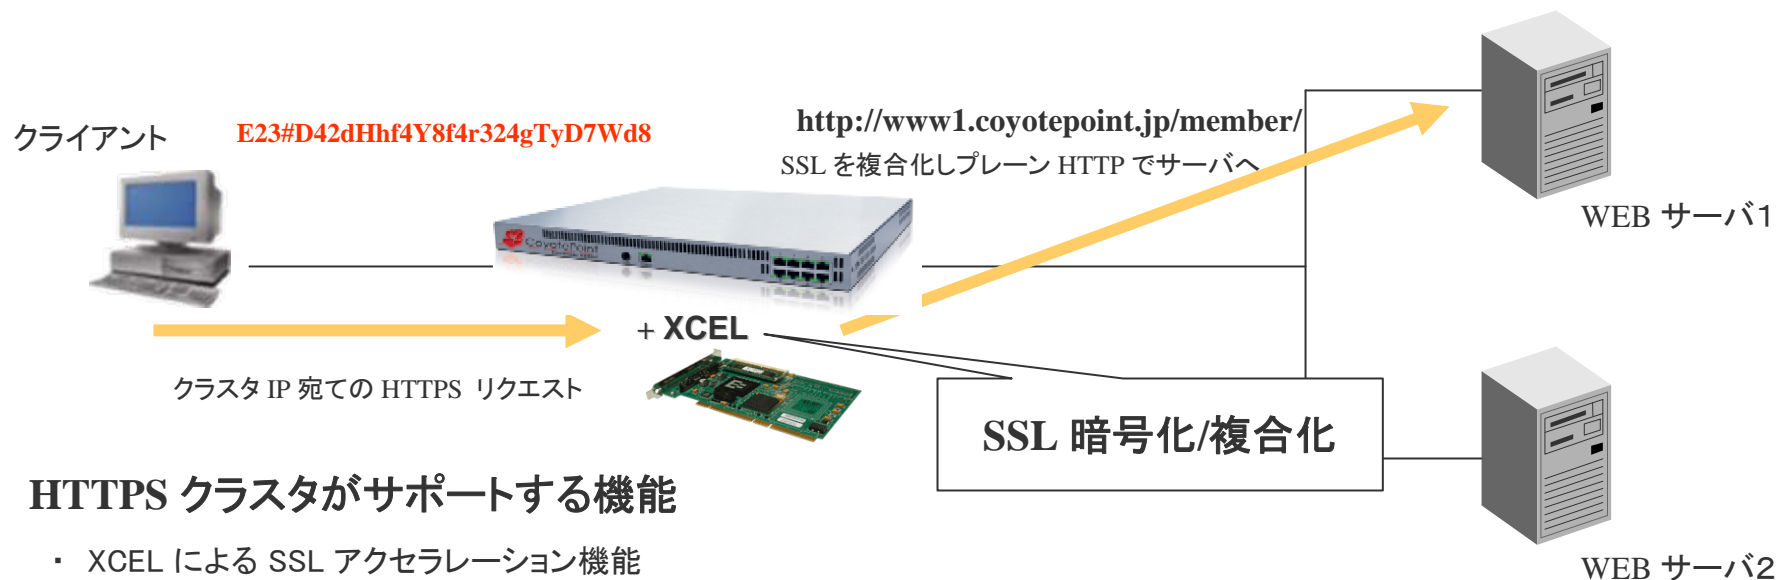 クライアント
E23#D42dHhf4Y8f4r324gTyD7Wd8
http://www1.coyotepoint.jp/member/
SSL を複合化しプレーン HTTP でサーバへ
WEB サーバ1
CoyotePoint
+ XCEL
クラスタ IP 宛ての HTTPS リクエスト
SSL 暗号化/複合化
HTTPS クラスタがサポートする機能
・ XCEL による SSL アクセラレーション機能
WEB サーバ2